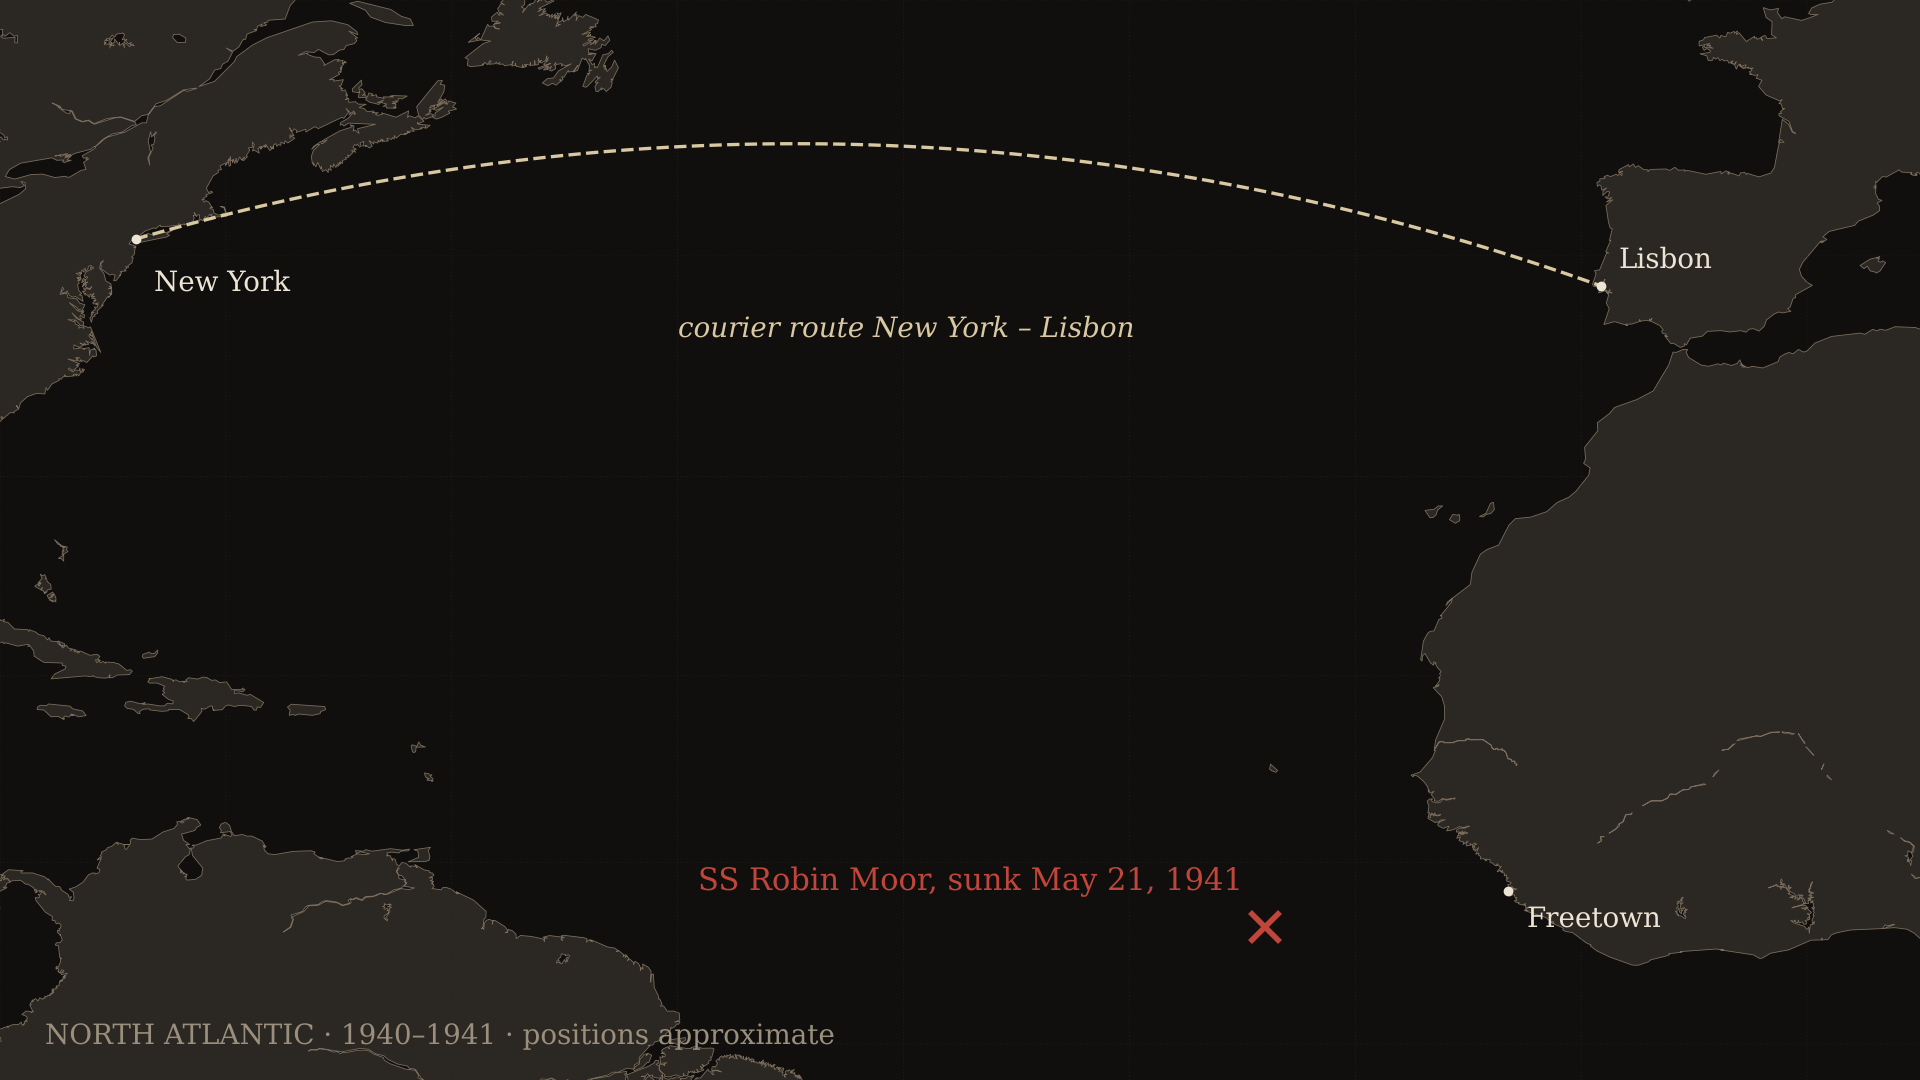 New York
Lisbon
courier route New York – Lisbon
SS Robin Moor, sunk May 21, 1941
Freetown
NORTH ATLANTIC · 1940–1941 · positions approximate